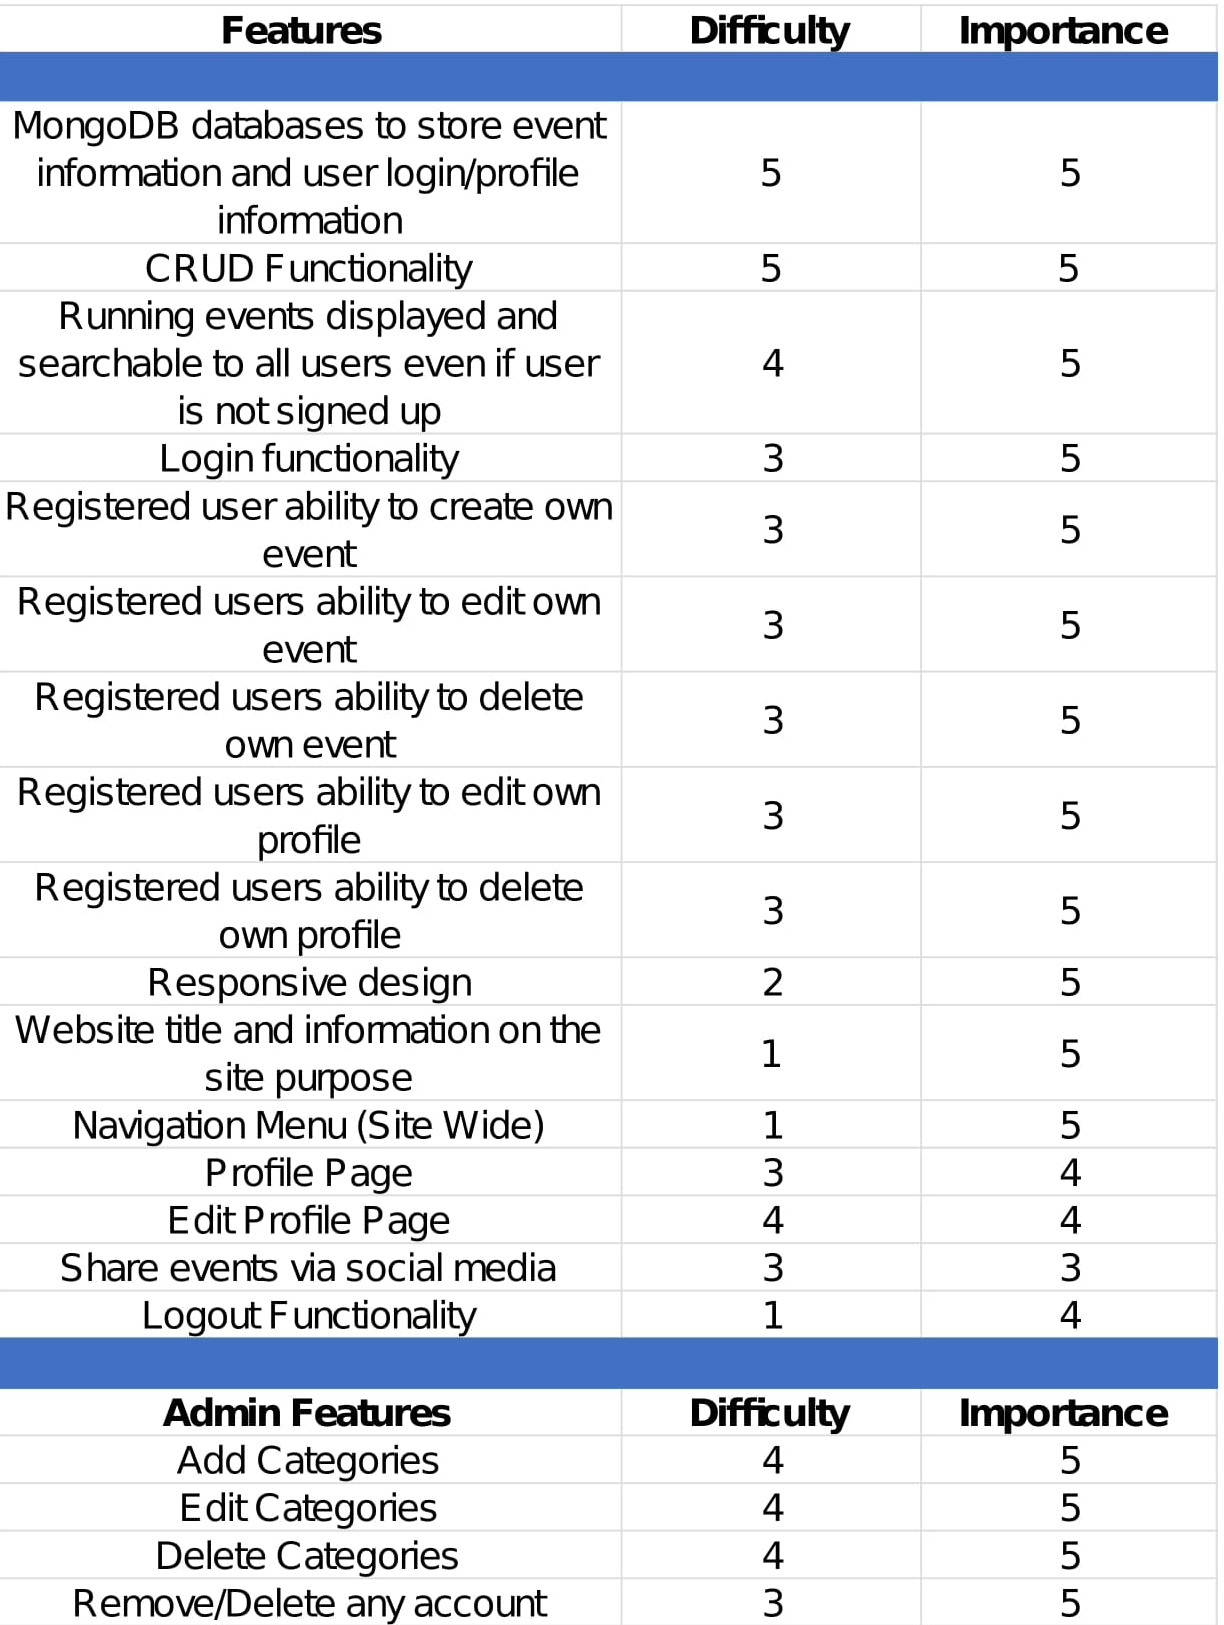 Features Difficulty Importance
MongoDB databases to store event
information and user login/profile
information
5 5
CRUD Functionality 5 5
Running events displayed and
searchable to all users even if user
is not signed up
4 5
Login functionality 3 5
Registered user ability to create own
event
3 5
Registered users ability to edit own
event
3 5
Registered users ability to delete
own event
3 5
Registered users ability to edit own
profile
3 5
Registered users ability to delete
own profile
3 5
Responsive design 2 5
Website title and information on the
site purpose
1 5
Navigation Menu (Site Wide) 1 5
Profile Page 3 4
Edit Profile Page 4 4
Share events via social media 3 3
Logout Functionality 1 4
Admin Features Difficulty Importance
Add Categories 4 5
Edit Categories 4 5
Delete Categories 4 5
Remove/Delete any account 3 5